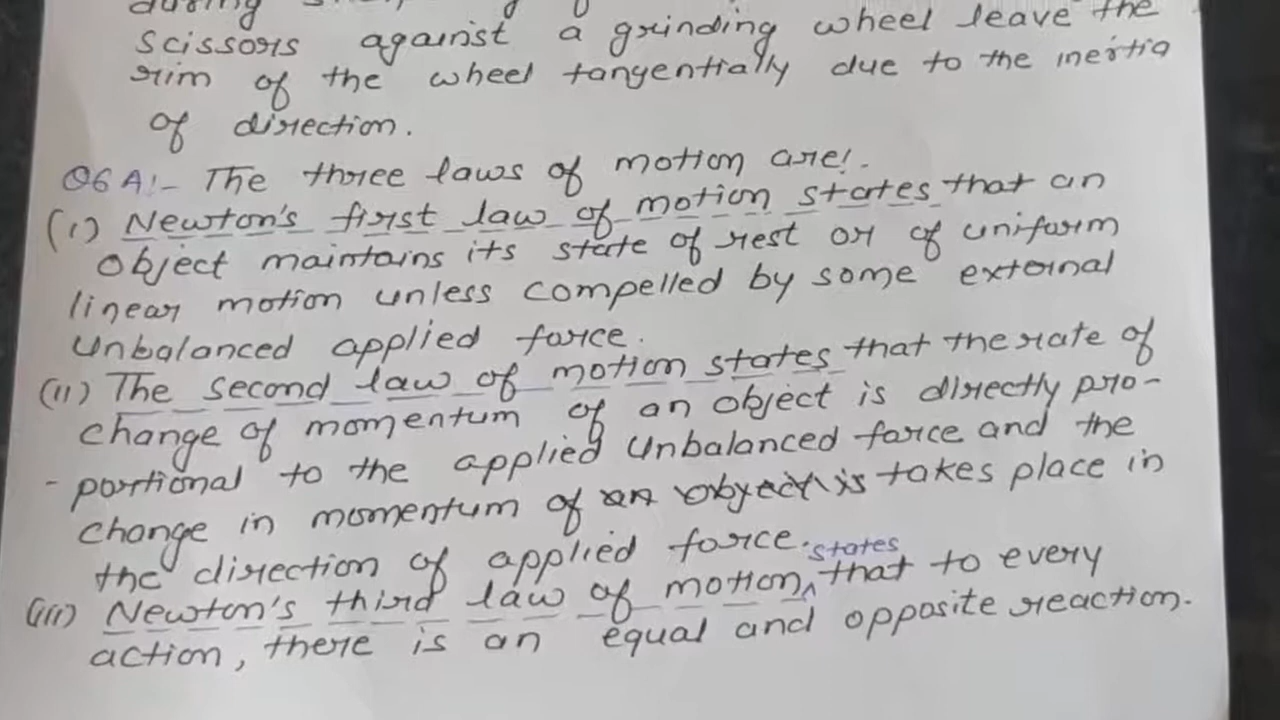 during
scissors against a grinding wheel leave the
rim of the wheel tangentially due to the inertia
of direction.
Q6 A:- The three laws of motion are:-
(i) Newton's first law of motion states that an
object maintains its state of rest or of uniform
linear motion unless compelled by some external
unbalanced applied force.
(ii) The second law of motion states that the rate of
change of momentum of an object is directly pro-
-portional to the applied unbalanced force and the
change in momentum of an object is takes place in
the direction of applied force.
(iii) Newton's third law of motion ^states that to every
action, there is an equal and opposite reaction.